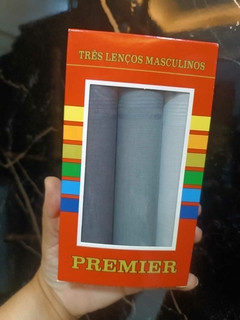 TRÊS LENÇOS MASCULINOS
PREMIER